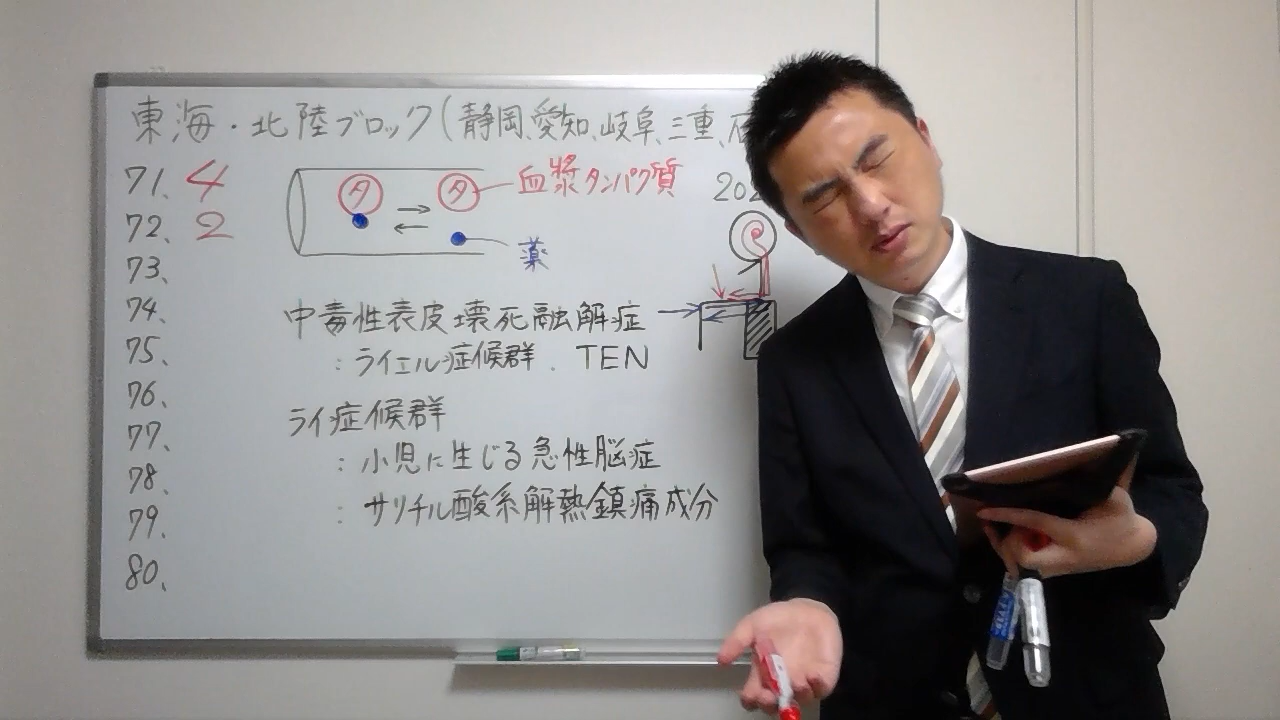 東海・北陸ブロック(静岡、愛知、岐阜、三重、
71. 4
72. 2
73.
74.
75.
76.
77.
78.
79.
80.
タ タ 血漿タンパク質
薬
202
中毒性表皮壊死融解症
: ライエル症候群. TEN
ライ症候群
: 小児に生じる急性脳症
: サリチル酸系解熱鎮痛成分